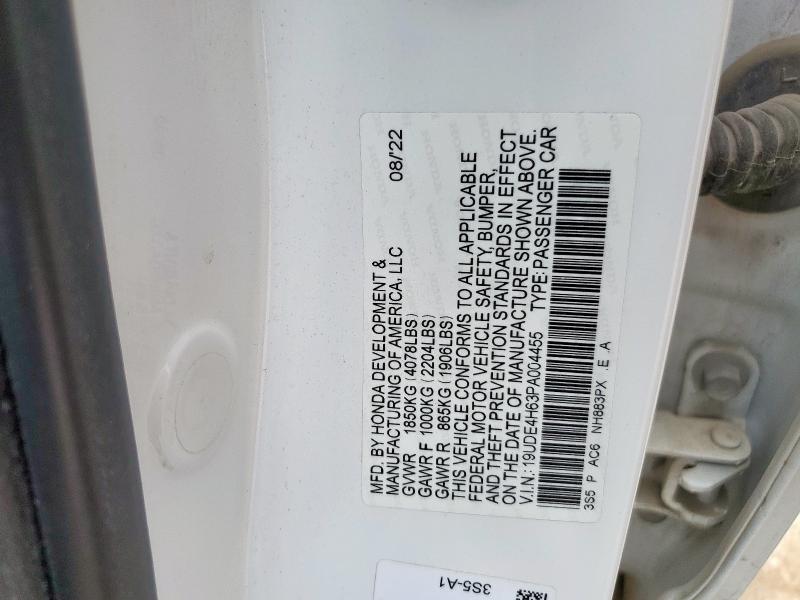 MFD. BY HONDA DEVELOPMENT &
MANUFACTURING OF AMERICA, LLC 08/'22
GVWR 1850KG (4078LBS)
GAWR F 1000KG (2204LBS)
GAWR R 865KG (1906LBS)
THIS VEHICLE CONFORMS TO ALL APPLICABLE
FEDERAL MOTOR VEHICLE SAFETY, BUMPER,
AND THEFT PREVENTION STANDARDS IN EFFECT
ON THE DATE OF MANUFACTURE SHOWN ABOVE.
V.I.N.: 19UDE4H63PA004455 TYPE: PASSENGER CAR
3S5 P AC6 NH883PX .E .A
3S5-A1
L